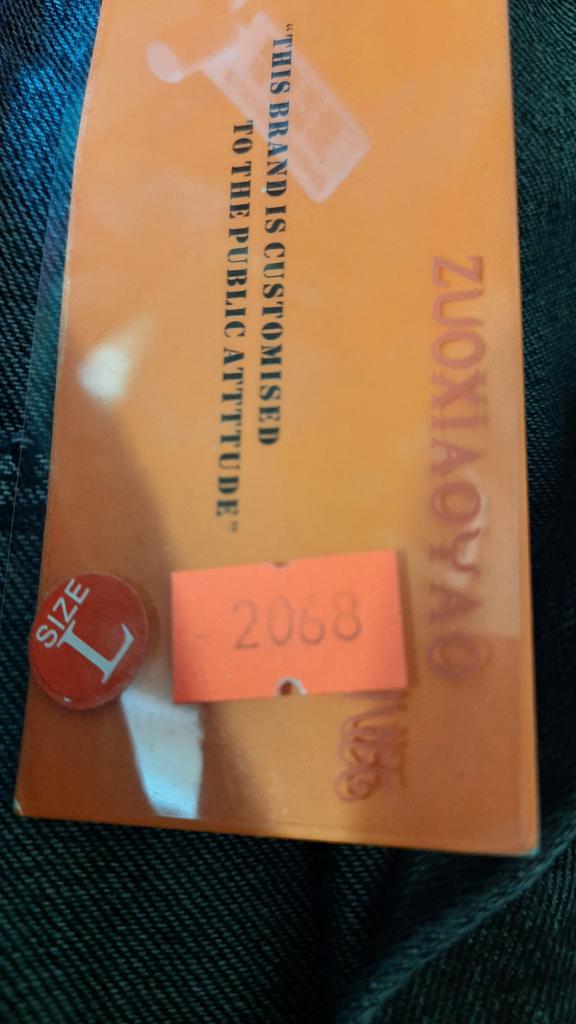 ZUOXIAOYAO
"THIS BRAND IS CUSTOMISED
TO THE PUBLIC ATTTUDE"
2068
SIZE
L